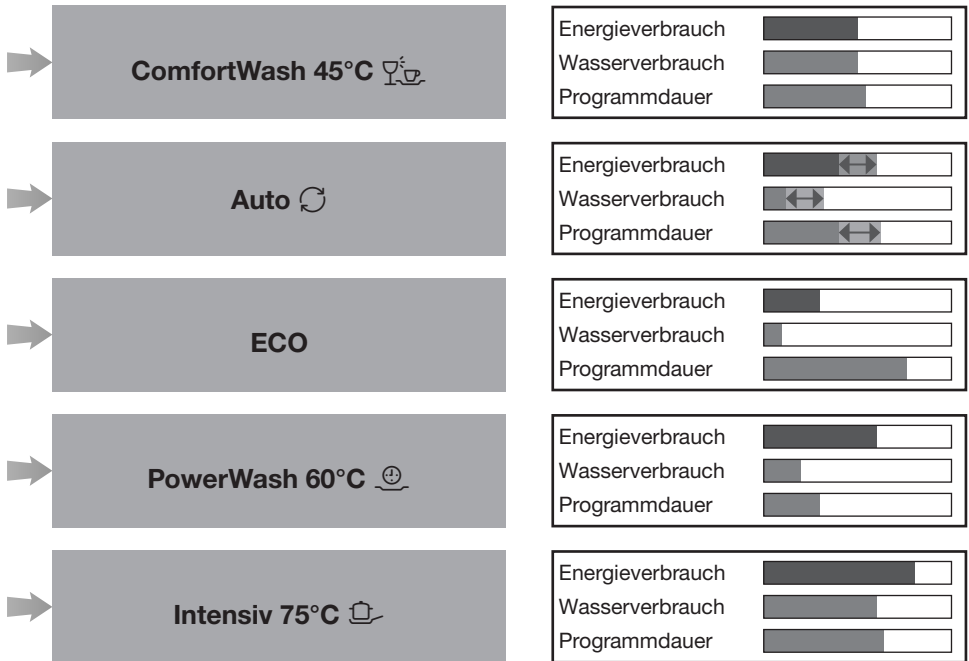 ComfortWash 45°C
Energieverbrauch
Wasserverbrauch
Programmdauer
Auto
Energieverbrauch
Wasserverbrauch
Programmdauer
ECO
Energieverbrauch
Wasserverbrauch
Programmdauer
PowerWash 60°C
Energieverbrauch
Wasserverbrauch
Programmdauer
Intensiv 75°C
Energieverbrauch
Wasserverbrauch
Programmdauer